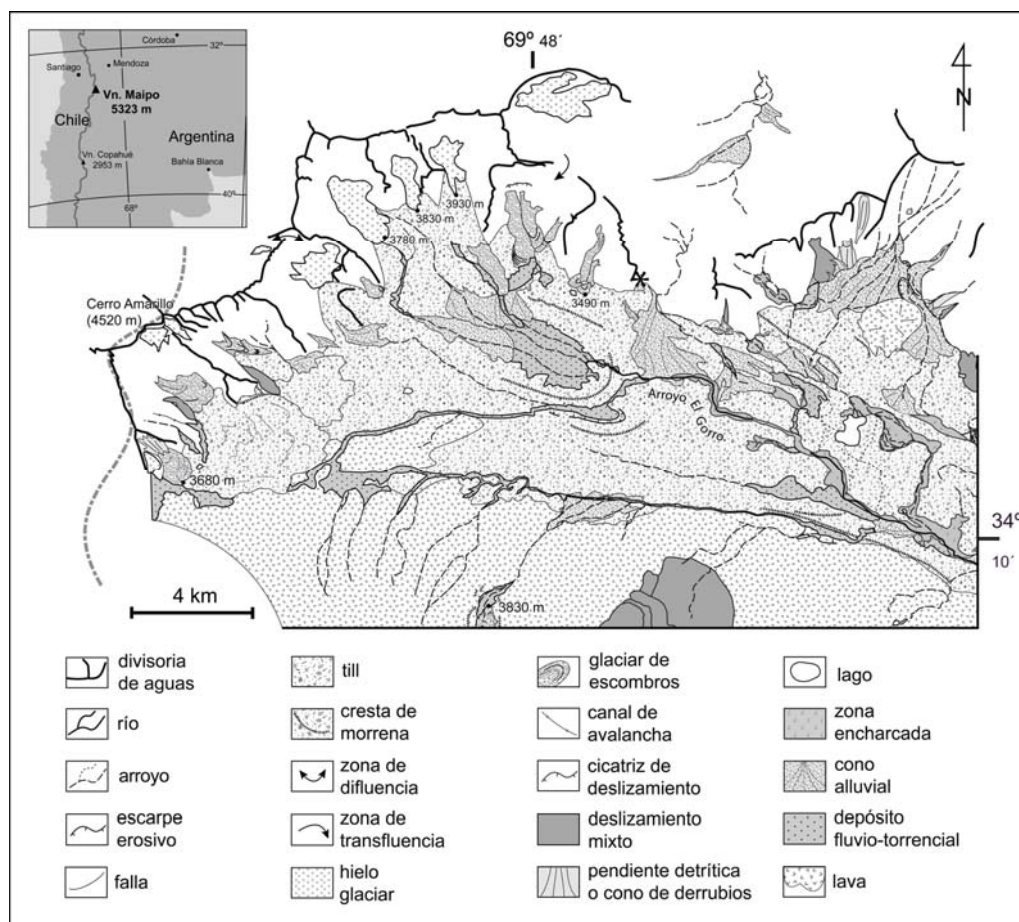 Córdoba
32º
Santiago
Mendoza
Vn. Maipo
5323 m
Chile
Argentina
Vn. Copahué
2953 m
Bahía Blanca
40º
68º
69º 48´
N
3930 m
3830 m
3780 m
3490 m
Cerro Amarillo
(4520 m)
Arroyo El Gorro
3680 m
34º
10´
4 km
3830 m
divisoria
de aguas
till
glaciar de
escombros
lago
río
cresta de
morrena
canal de
avalancha
zona
encharcada
arroyo
zona de
difluencia
cicatriz de
deslizamiento
cono
alluvial
escarpe
erosivo
zona de
transfluencia
deslizamiento
mixto
depósito
fluvio-torrencial
falla
hielo
glaciar
pendiente detrítica
o cono de derrubios
lava